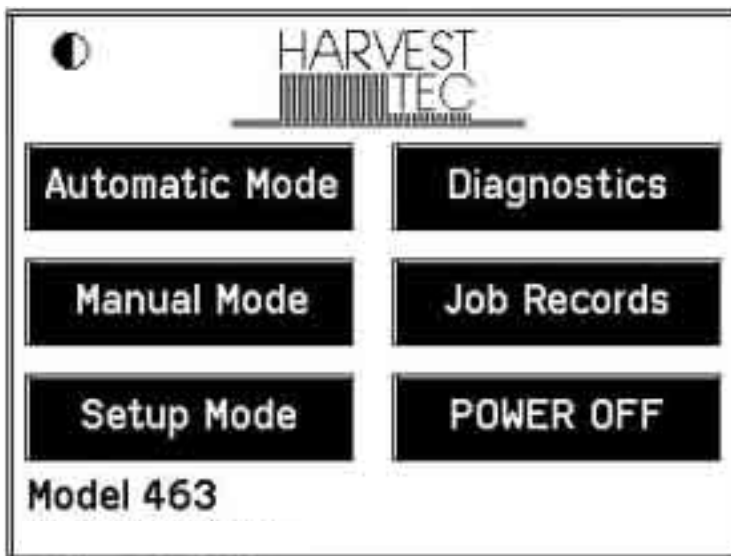 HARVEST
TEC
Automatic Mode
Diagnostics
Manual Mode
Job Records
Setup Mode
POWER OFF
Model 463